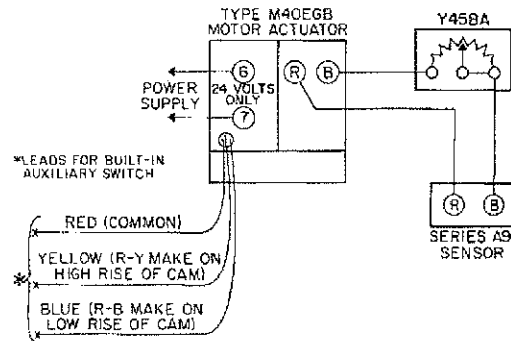 TYPE M40EGB
MOTOR ACTUATOR
Y458A
POWER
SUPPLY
6
24 VOLTS
ONLY
7
R
B
*LEADS FOR BUILT-IN
AUXILIARY SWITCH
RED (COMMON)
YELLOW (R-Y MAKE ON
HIGH RISE OF CAM)
*
BLUE (R-B MAKE ON
LOW RISE OF CAM)
R
B
SERIES A9
SENSOR